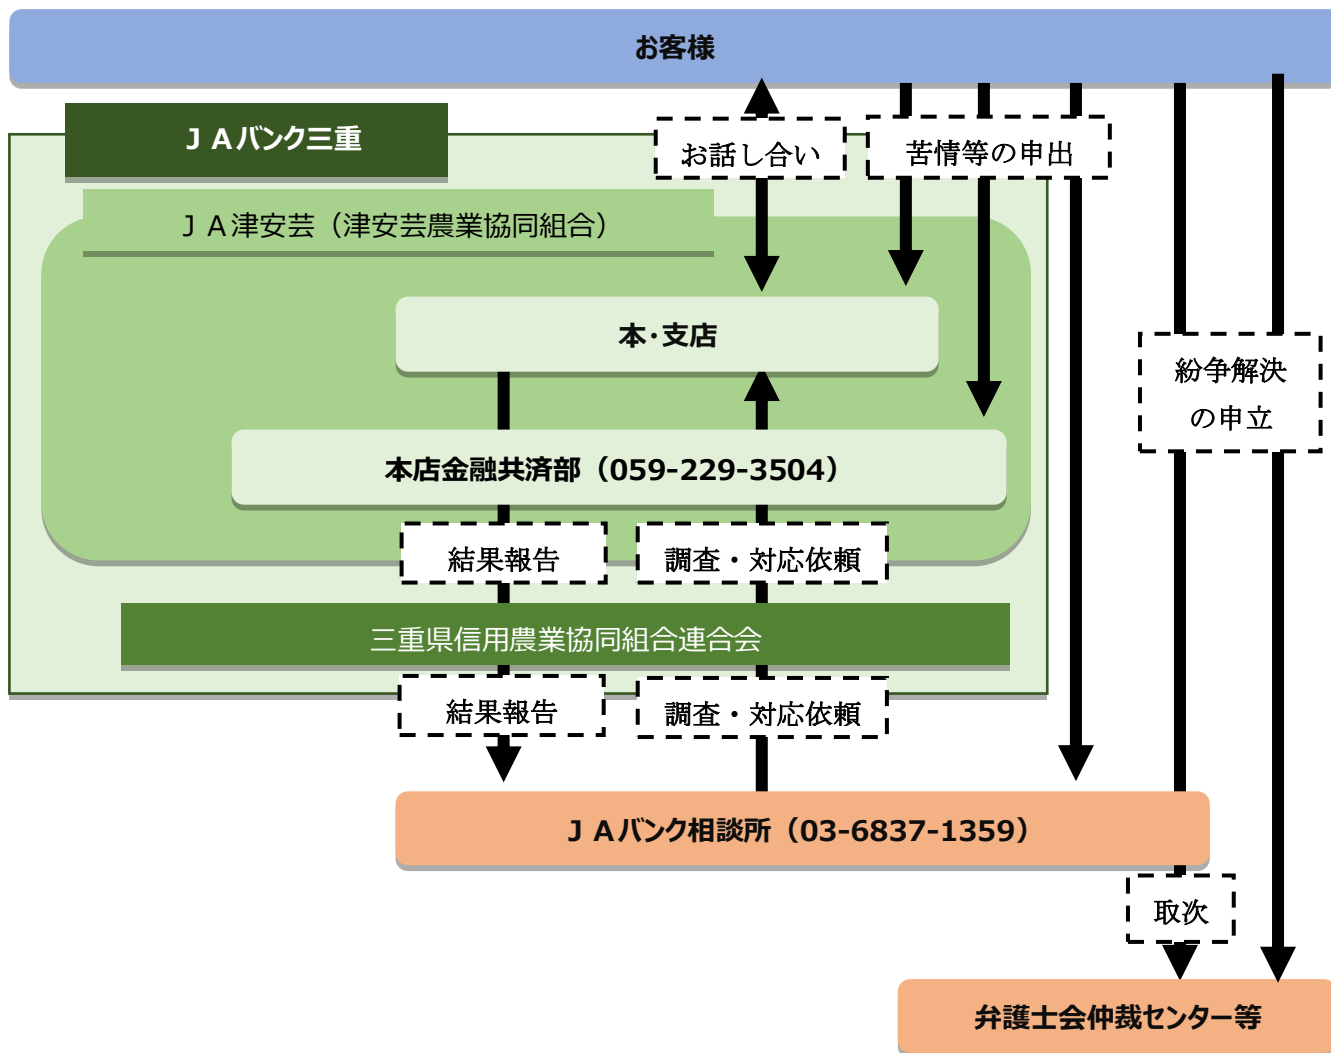 お客様
ＪＡバンク三重
お話し合い
苦情等の申出
ＪＡ津安芸（津安芸農業協同組合）
本・支店
紛争解決
の申立
本店金融共済部（059-229-3504）
結果報告
調査・対応依頼
三重県信用農業協同組合連合会
結果報告
調査・対応依頼
ＪＡバンク相談所（03-6837-1359）
取次
弁護士会仲裁センター等